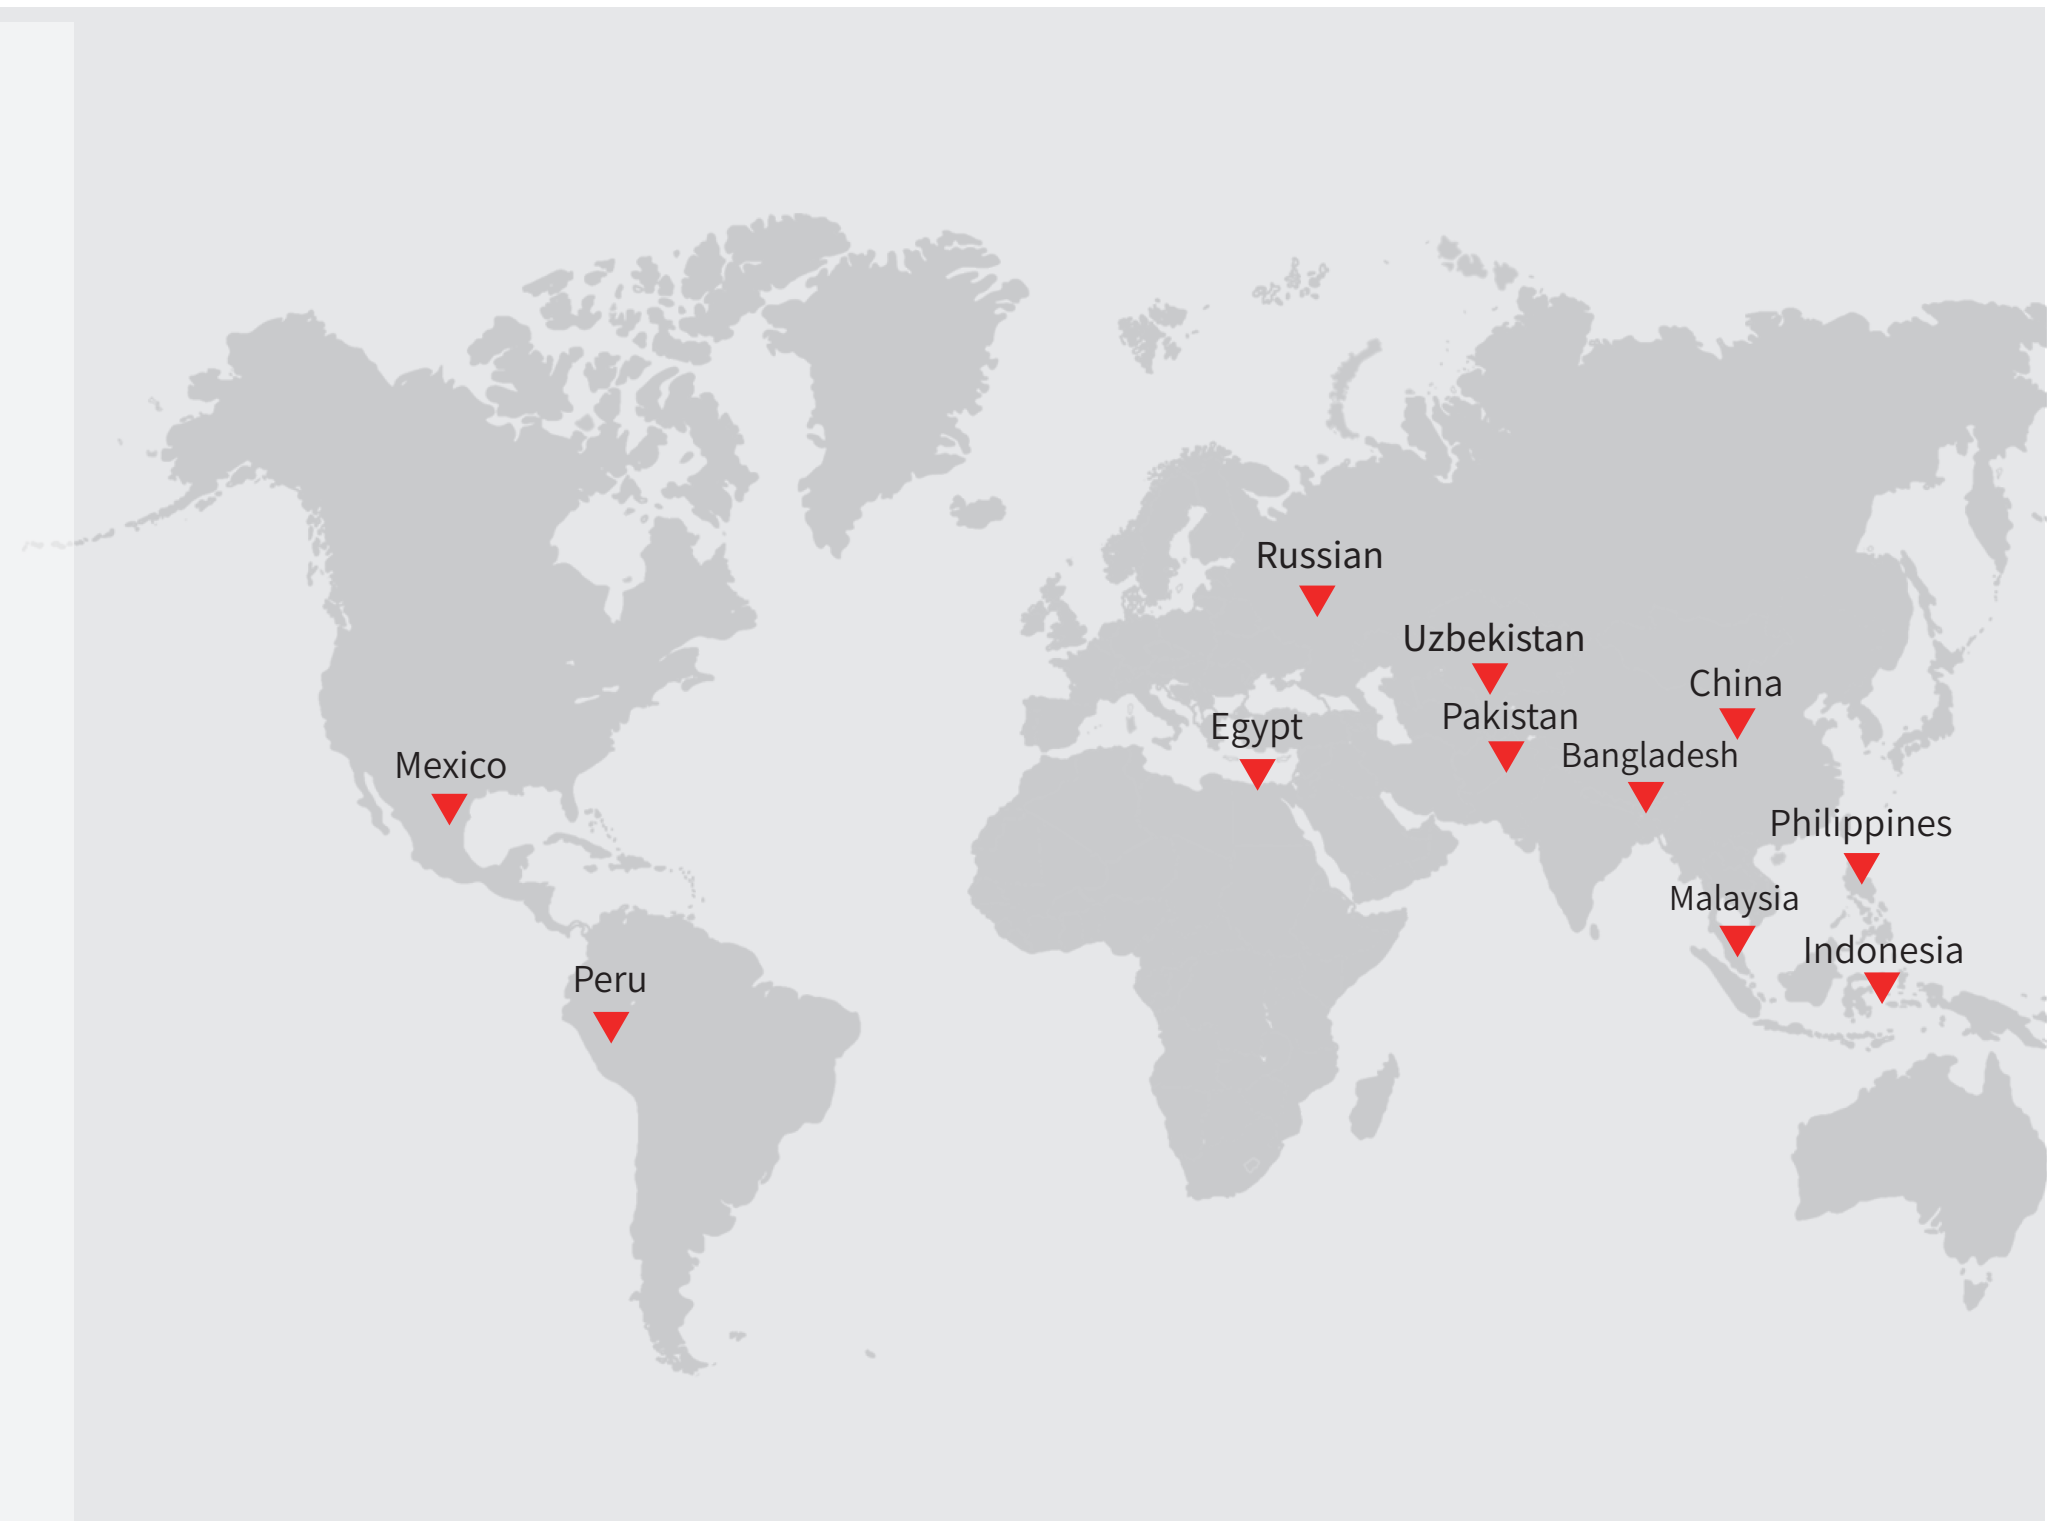 Russian
Uzbekistan
China
Pakistan
Egypt
Bangladesh
Mexico
Philippines
Malaysia
Indonesia
Peru